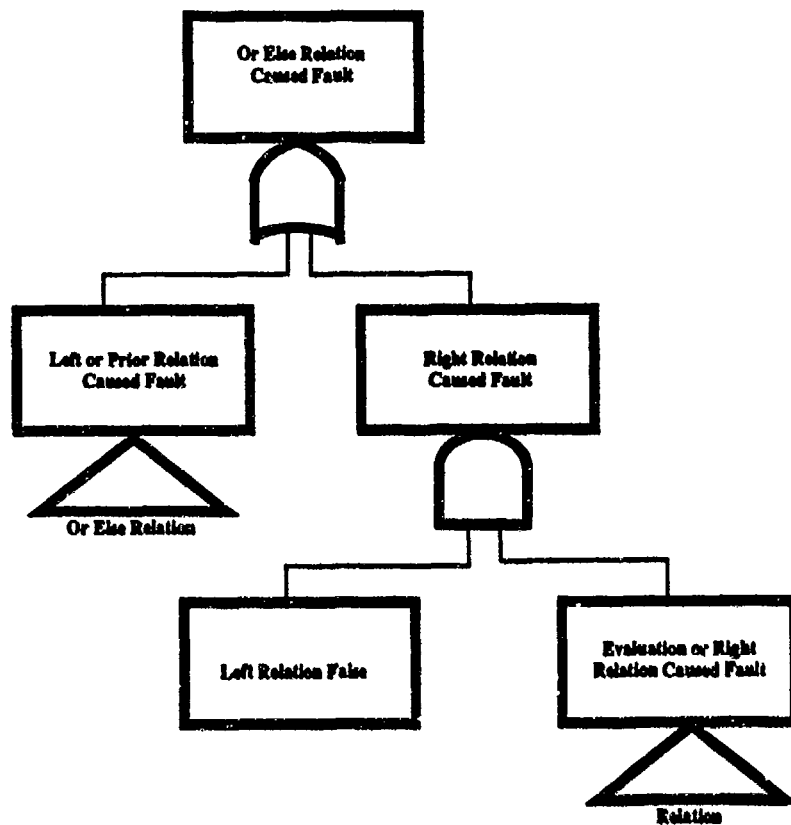 Or Else Relation
Caused Fault
Left or Prior Relation
Caused Fault
Right Relation
Caused Fault
Or Else Relation
Left Relation False
Evaluation or Right
Relation Caused Fault
Relation